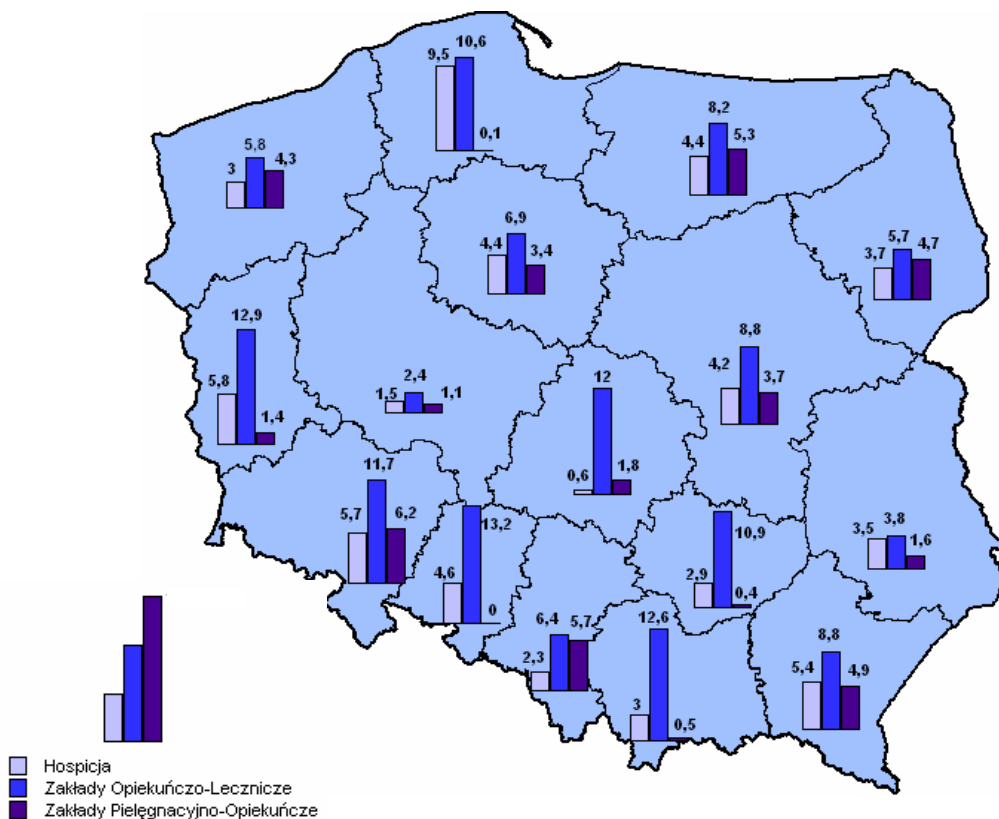 9,5 10,6 0,1
3 5,8 4,3
4,4 8,2 5,3
4,4 6,9 3,4
3,7 5,7 4,7
5,8 12,9 1,4
1,5 2,4 1,1
4,2 8,8 3,7
0,6 12 1,8
5,7 11,7 6,2
4,6 13,2 0
2,9 10,9 0,4
3,5 3,8 1,6
2,3 6,4 5,7
3 12,6 0,5
5,4 8,8 4,9
Hospicja
Zakłady Opiekuńczo-Lecznicze
Zakłady Pielęgnacyjno-Opiekuńcze